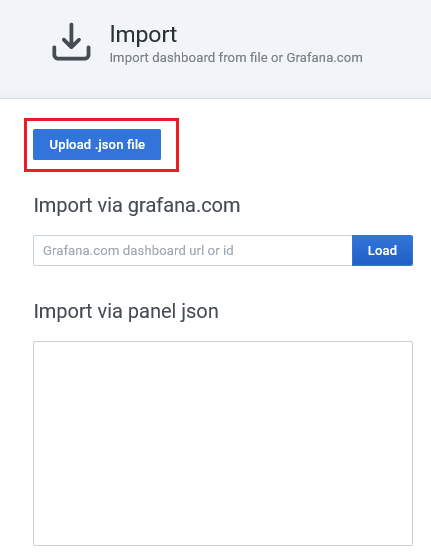 Import
Import dashboard from file or Grafana.com
Upload .json file
Import via grafana.com
Grafana.com dashboard url or id
Load
Import via panel json